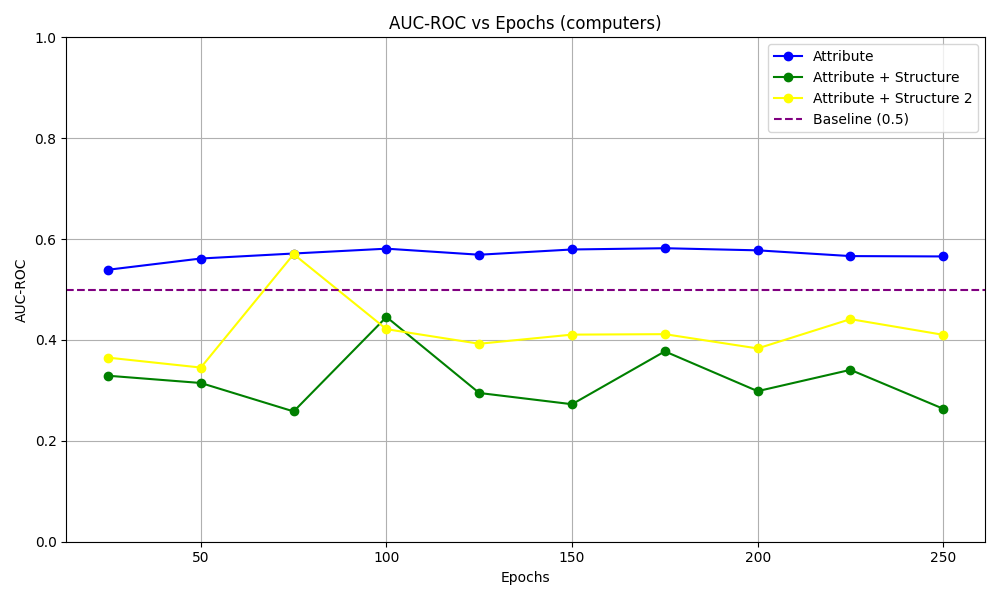 AUC-ROC vs Epochs (computers)
Attribute
Attribute + Structure
Attribute + Structure 2
Baseline (0.5)
AUC-ROC
1.0
0.8
0.6
0.4
0.2
0.0
50 100 150 200 250
Epochs